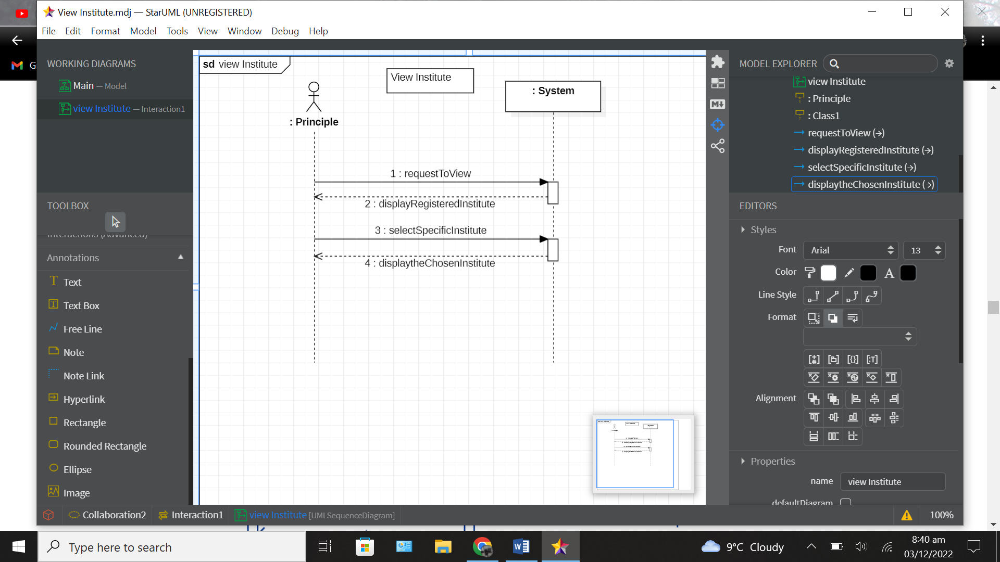 View Institute.mdj — StarUML (UNREGISTERED)
File Edit Format Model Tools View Window Debug Help
G
WORKING DIAGRAMS
Main — Model
view Institute — Interaction1
TOOLBOX
Interactions (Advanced)
Annotations
Text
Text Box
Free Line
Note
Note Link
Hyperlink
Rectangle
Rounded Rectangle
Ellipse
Image
sd view Institute
View Institute
: System
: Principle
1 : requestToView
2 : displayRegisteredInstitute
3 : selectSpecificInstitute
4 : displaytheChosenInstitute
MODEL EXPLORER
view Institute
: Principle
: Class1
requestToView (→)
displayRegisteredInstitute (→)
selectSpecificInstitute (→)
displaytheChosenInstitute (→)
EDITORS
Styles
Font Arial 13
Color A
Line Style
Format
Alignment
Properties
name view Institute
defaultDiagram
Collaboration2 Interaction1 view Institute [UMLSequenceDiagram] 100%
Type here to search
9°C Cloudy
8:40 am
03/12/2022